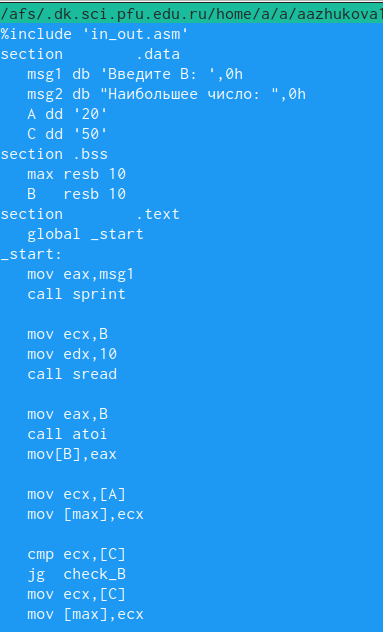 /afs/.dk.sci.pfu.edu.ru/home/a/a/aazhukova1
%include 'in_out.asm'
section .data
msg1 db 'Введите B: ',0h
msg2 db "Наибольшее число: ",0h
A dd '20'
C dd '50'
section .bss
max resb 10
B resb 10
section .text
global _start
_start:
mov eax,msg1
call sprint
mov ecx,B
mov edx,10
call sread
mov eax,B
call atoi
mov[B],eax
mov ecx,[A]
mov [max],ecx
cmp ecx,[C]
jg check_B
mov ecx,[C]
mov [max],ecx